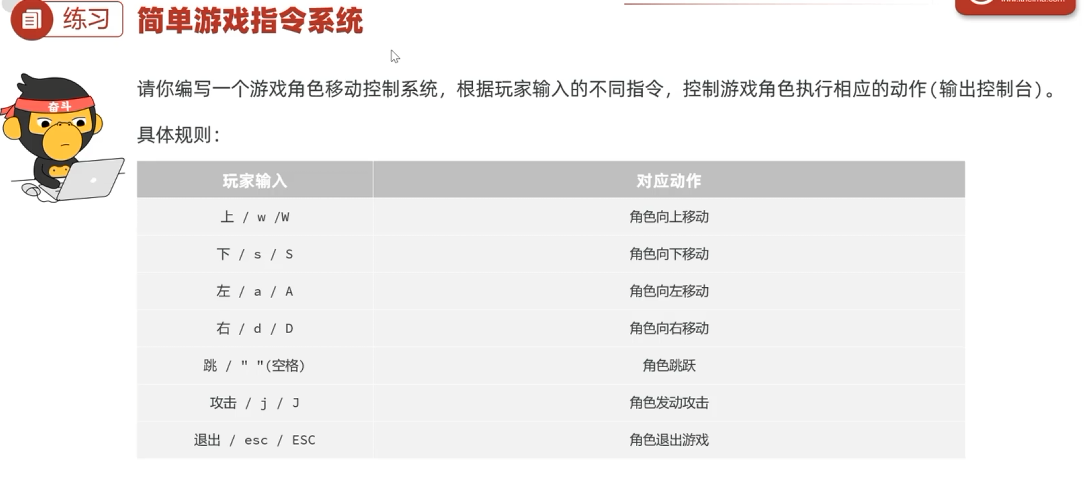 练习 简单游戏指令系统
奋斗
请你编写一个游戏角色移动控制系统，根据玩家输入的不同指令，控制游戏角色执行相应的动作(输出控制台)。
具体规则：
玩家输入 对应动作
上 / w /W 角色向上移动
下 / s / S 角色向下移动
左 / a / A 角色向左移动
右 / d / D 角色向右移动
跳 / " "(空格) 角色跳跃
攻击 / j / J 角色发动攻击
退出 / esc / ESC 角色退出游戏